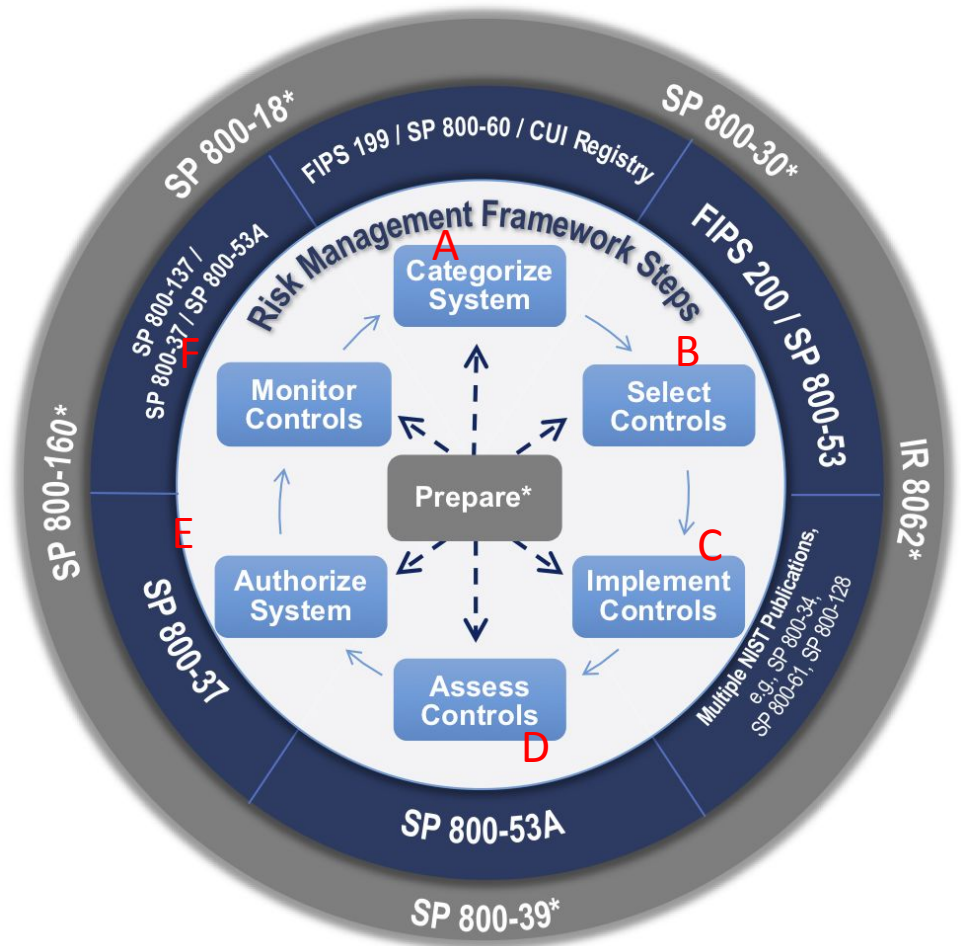 SP 800-18*
SP 800-30*
IR 8062*
SP 800-39*
SP 800-160*
FIPS 199 / SP 800-60 / CUI Registry
FIPS 200 / SP 800-53
Multiple NIST Publications,
e.g., SP 800-34,
SP 800-61, SP 800-128
SP 800-53A
SP 800-37
SP 800-137 /
SP 800-37 / SP 800-53A
Risk Management Framework Steps
A
Categorize
System
B
Select
Controls
C
Implement
Controls
Assess
Controls
D
E
Authorize
System
F
Monitor
Controls
Prepare*